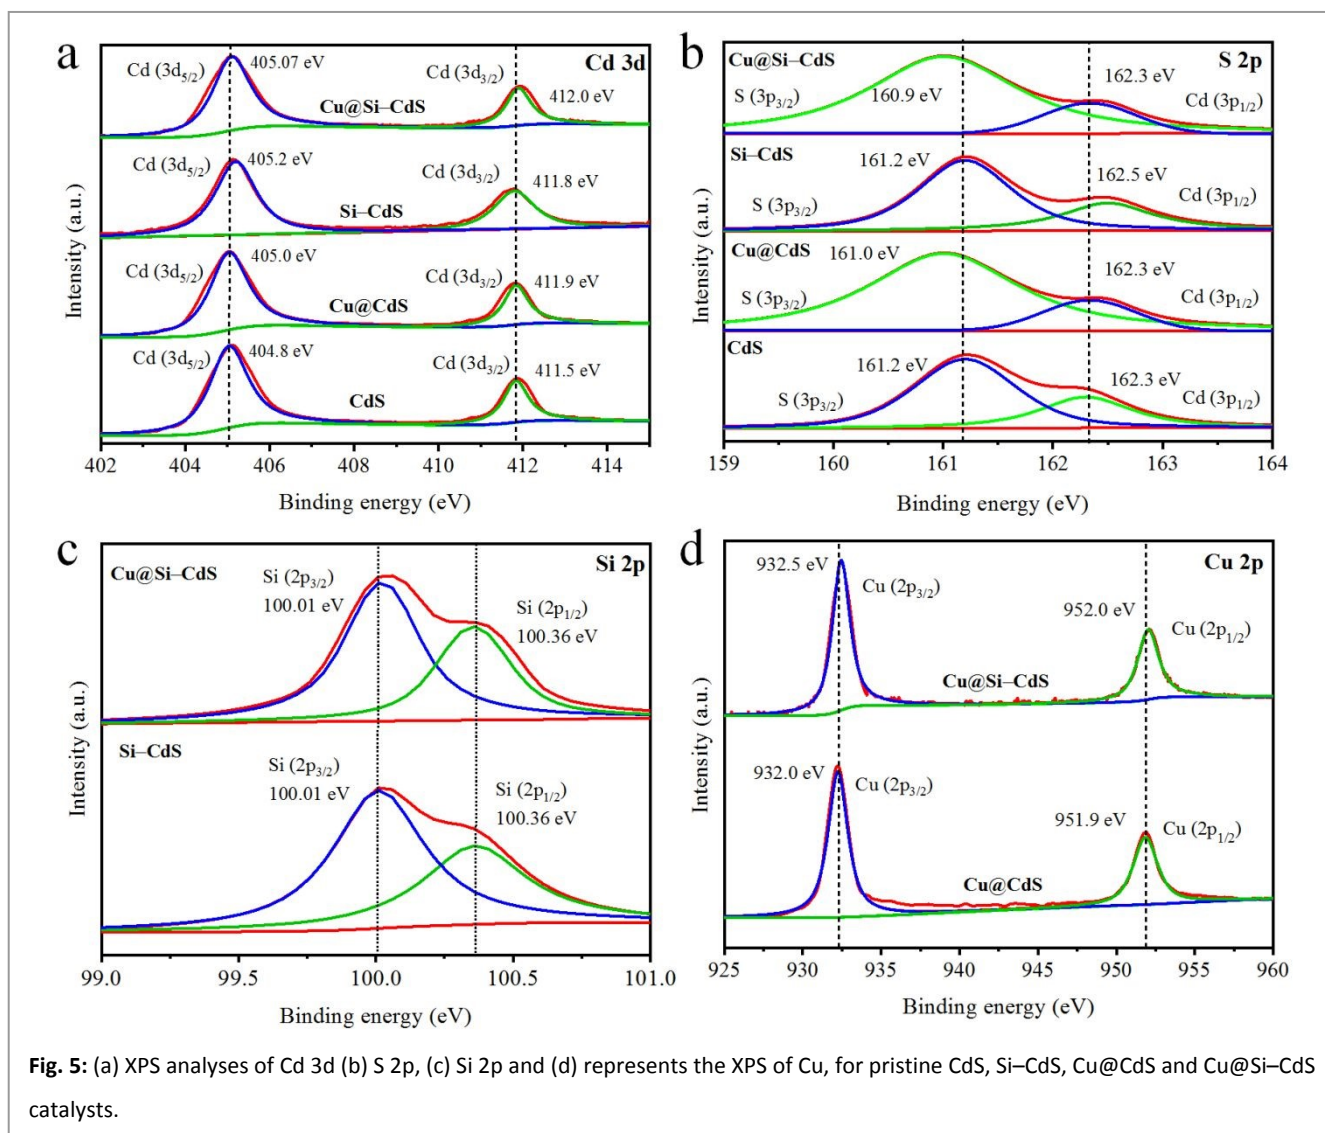 a
Cd 3d
Cd (3d5/2)
405.07 eV
Cd (3d3/2)
412.0 eV
Cu@Si–CdS
Cd (3d5/2)
405.2 eV
Cd (3d3/2)
411.8 eV
Si–CdS
Cd (3d5/2)
405.0 eV
Cd (3d3/2)
411.9 eV
Cu@CdS
Cd (3d5/2)
404.8 eV
Cd (3d3/2)
411.5 eV
CdS
Intensity (a.u.)
402 404 406 408 410 412 414
Binding energy (eV)
b
S 2p
Cu@Si–CdS
S (3p3/2)
160.9 eV
162.3 eV
Cd (3p1/2)
Si–CdS
161.2 eV
162.5 eV
S (3p3/2)
Cd (3p1/2)
Cu@CdS
161.0 eV
162.3 eV
S (3p3/2)
Cd (3p1/2)
CdS
161.2 eV
162.3 eV
S (3p3/2)
Cd (3p1/2)
Intensity (a.u.)
159 160 161 162 163 164
Binding energy (eV)
c
Si 2p
Cu@Si–CdS
Si (2p3/2)
100.01 eV
Si (2p1/2)
100.36 eV
Si–CdS
Si (2p3/2)
100.01 eV
Si (2p1/2)
100.36 eV
Intensity (a.u.)
99.0 99.5 100.0 100.5 101.0
Binding energy (eV)
d
Cu 2p
932.5 eV
Cu (2p3/2)
952.0 eV
Cu (2p1/2)
Cu@Si–CdS
932.0 eV
Cu (2p3/2)
951.9 eV
Cu (2p1/2)
Cu@CdS
Intensity (a.u.)
925 930 935 940 945 950 955 960
Binding energy (eV)
Fig. 5: (a) XPS analyses of Cd 3d (b) S 2p, (c) Si 2p and (d) represents the XPS of Cu, for pristine CdS, Si–CdS, Cu@CdS and Cu@Si–CdS
catalysts.